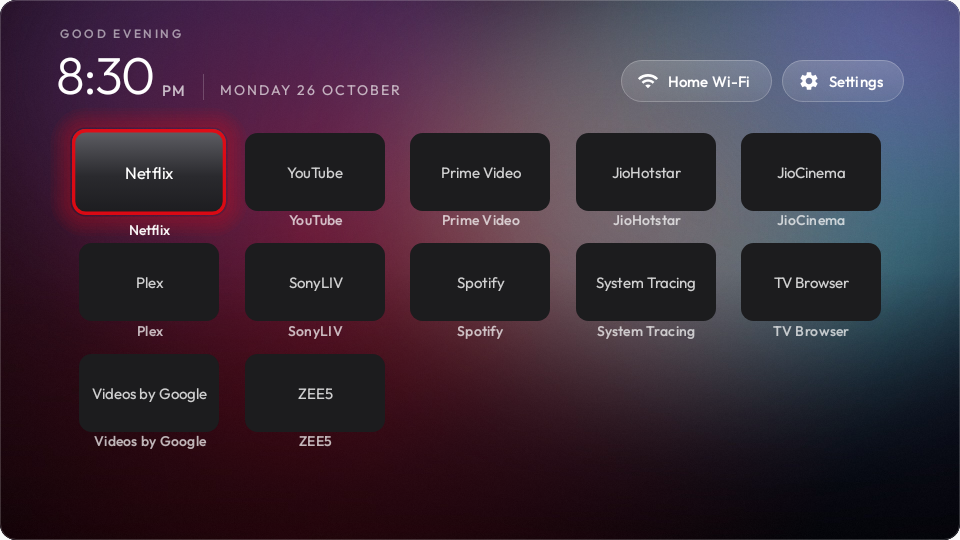 GOOD EVENING
8:30 PM
MONDAY 26 OCTOBER
Home Wi-Fi
Settings
Netflix
YouTube
Prime Video
JioHotstar
JioCinema
Netflix
YouTube
Prime Video
JioHotstar
JioCinema
Plex
SonyLIV
Spotify
System Tracing
TV Browser
Plex
SonyLIV
Spotify
System Tracing
TV Browser
Videos by Google
ZEE5
Videos by Google
ZEE5